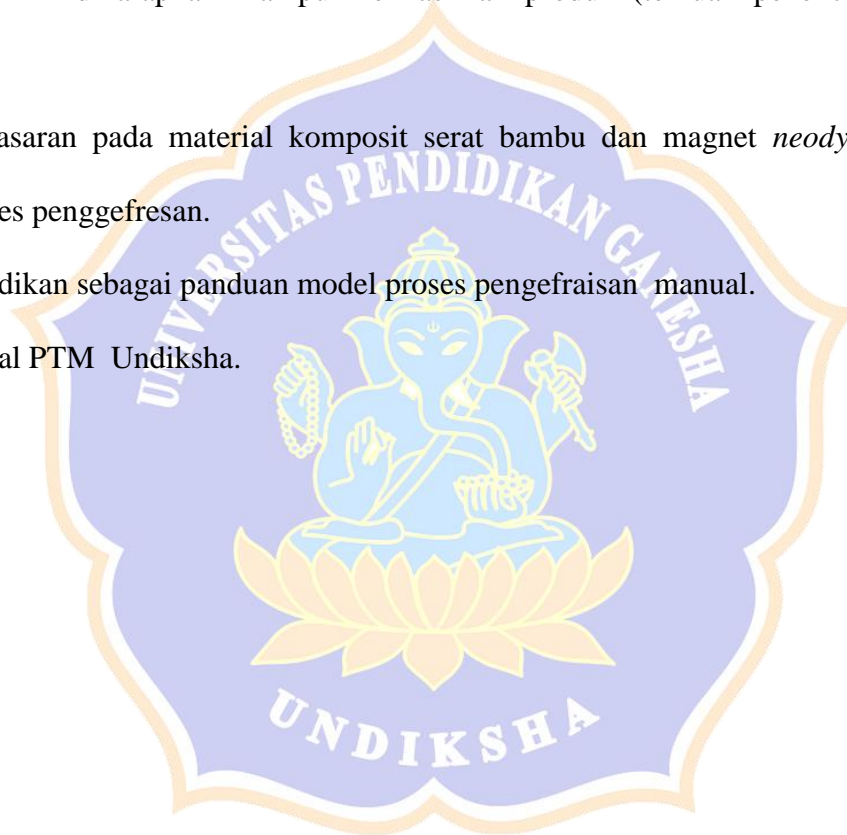 asaran pada material komposit serat bambu dan magnet neody
es penggefresan.
dikan sebagai panduan model proses pengefraisan manual.
al PTM Undiksha.
UNIVERSITAS PENDIDIKAN GANESHA
UNDIKSHA